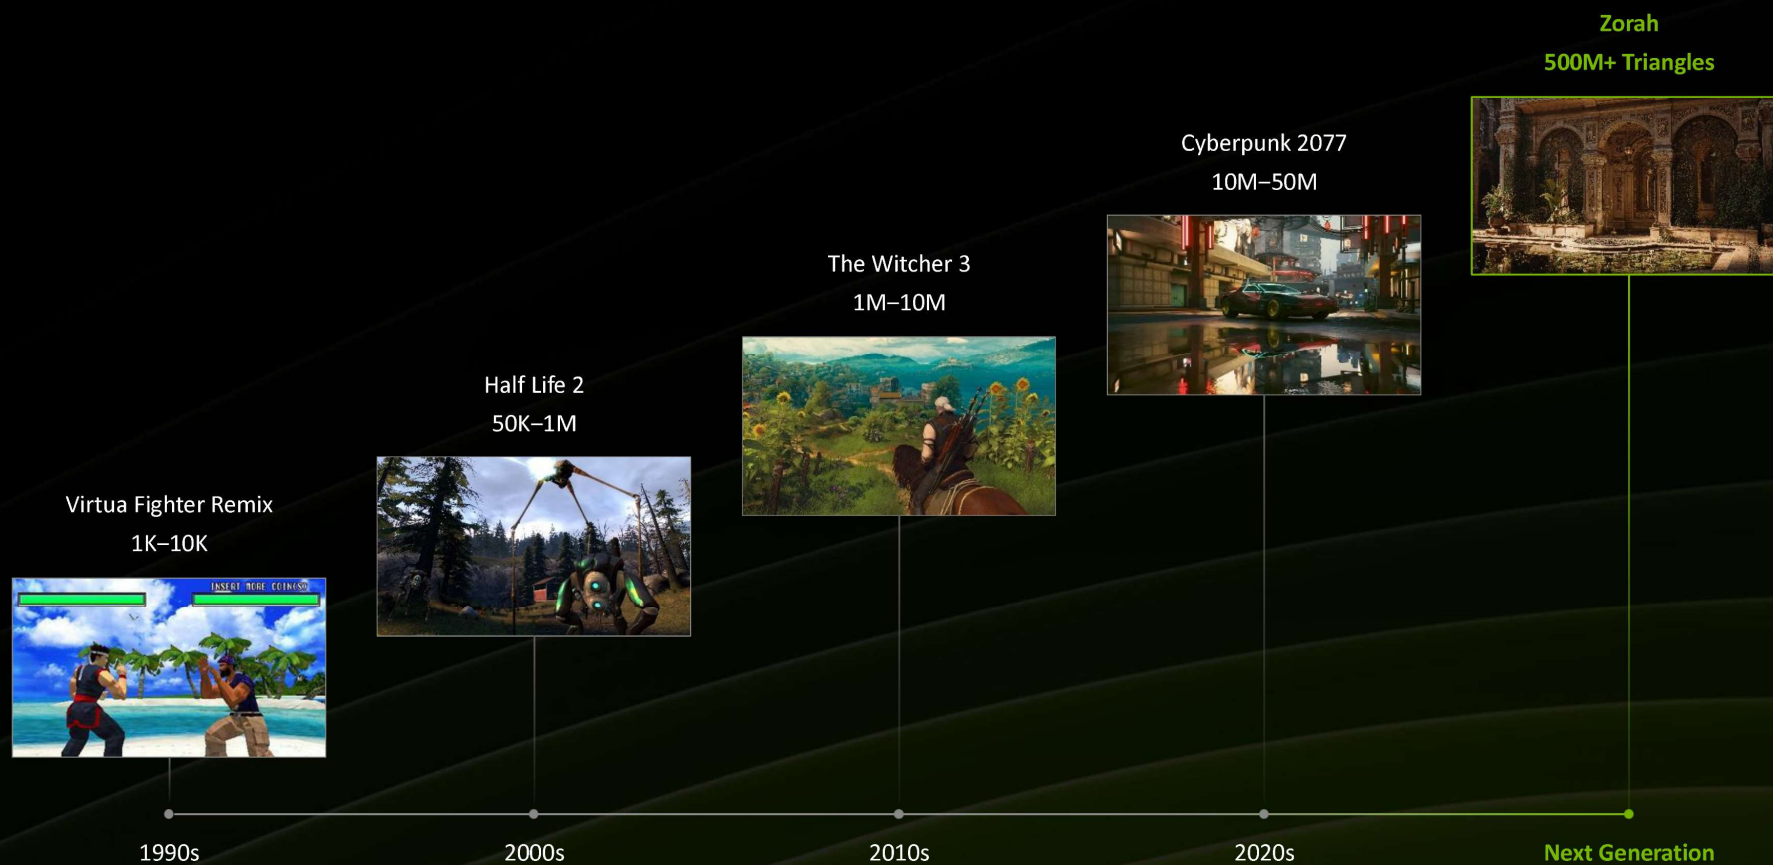 Zorah
500M+ Triangles
Cyberpunk 2077
10M–50M
The Witcher 3
1M–10M
Half Life 2
50K–1M
Virtua Fighter Remix
1K–10K
INSERT MORE COINS
1990s
2000s
2010s
2020s
Next Generation